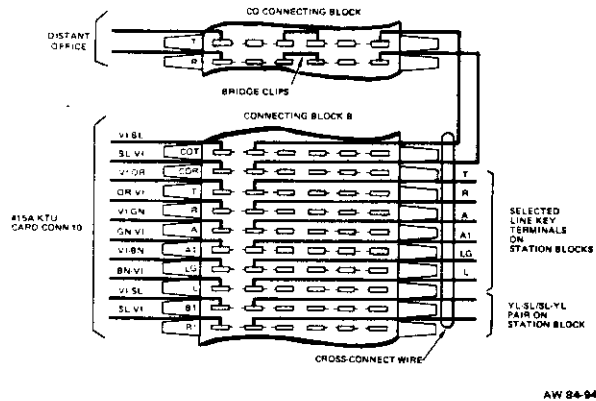 CO CONNECTING BLOCK
DISTANT
OFFICE
T
R
BRIDGE CLIPS
CONNECTING BLOCK B
VI-BL
BL-VI
COT
VI-OR
COR
OR-VI
T
VI-GN
R
GN-VI
A
VI-BN
A1
BN-VI
LG
VI-SL
L
SL-VI
B1
R1
415A KTU
CARD CONN 10
T
R
A
A1
LG
L
SELECTED
LINE KEY
TERMINALS
ON
STATION BLOCKS
YL-SL/SL-YL
PAIR ON
STATION BLOCK
CROSS-CONNECT WIRE
AW 84-94